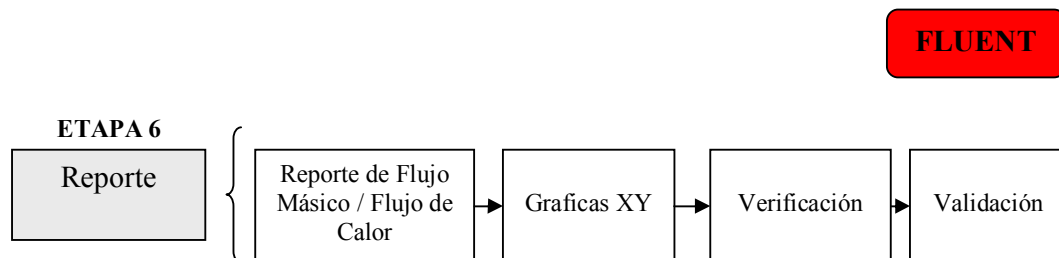 FLUENT
ETAPA 6
Reporte
Reporte de Flujo
Másico / Flujo de
Calor
Graficas XY
Verificación
Validación